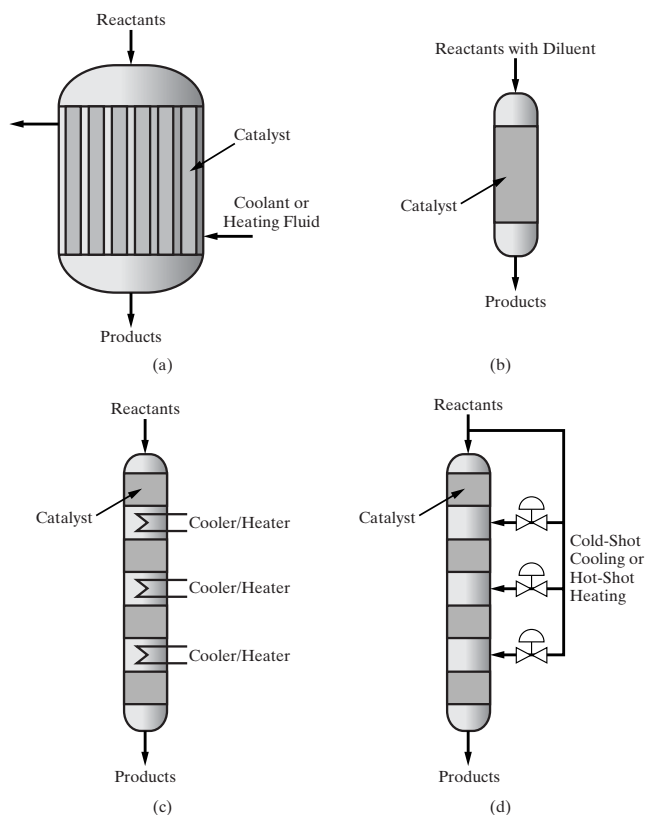 Reactants
Catalyst
Coolant or
Heating Fluid
Products
(a)
Reactants with Diluent
Catalyst
Products
(b)
Reactants
Catalyst
Cooler/Heater
Cooler/Heater
Cooler/Heater
Products
(c)
Reactants
Catalyst
Cold-Shot
Cooling or
Hot-Shot
Heating
Products
(d)